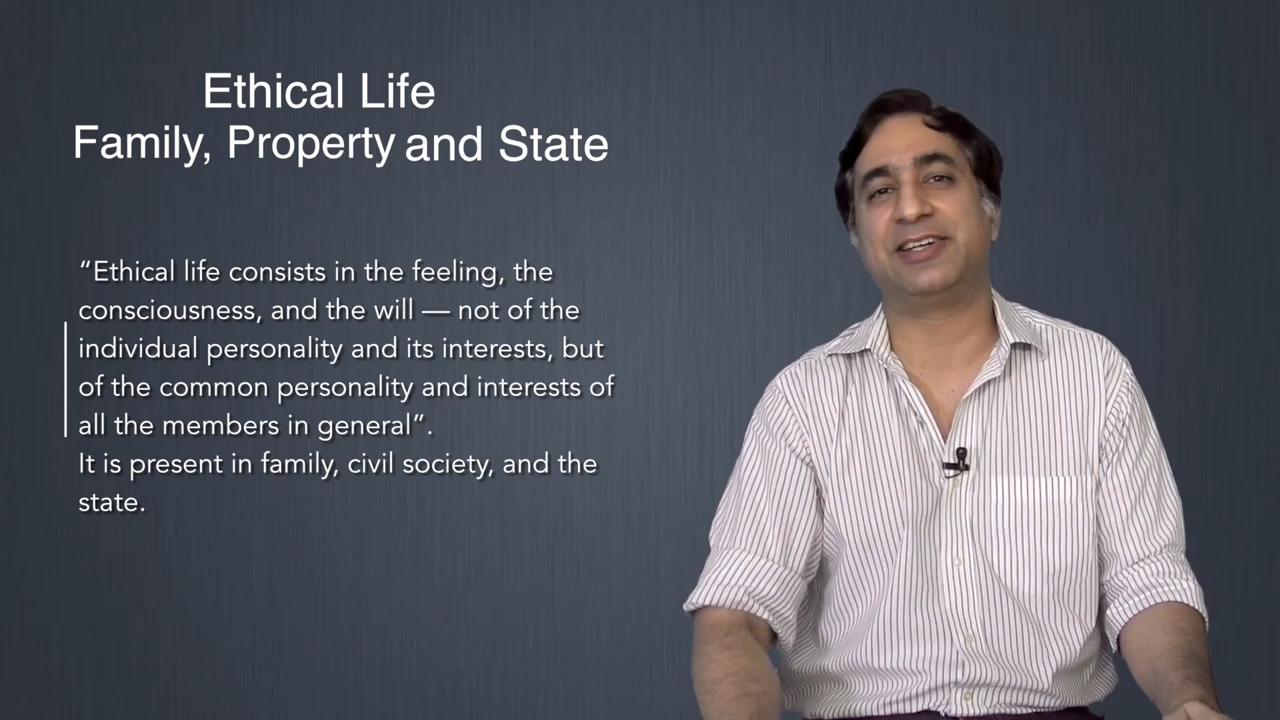 Ethical Life
Family, Property and State
“Ethical life consists in the feeling, the
consciousness, and the will — not of the
individual personality and its interests, but
of the common personality and interests of
all the members in general”.
It is present in family, civil society, and the
state.